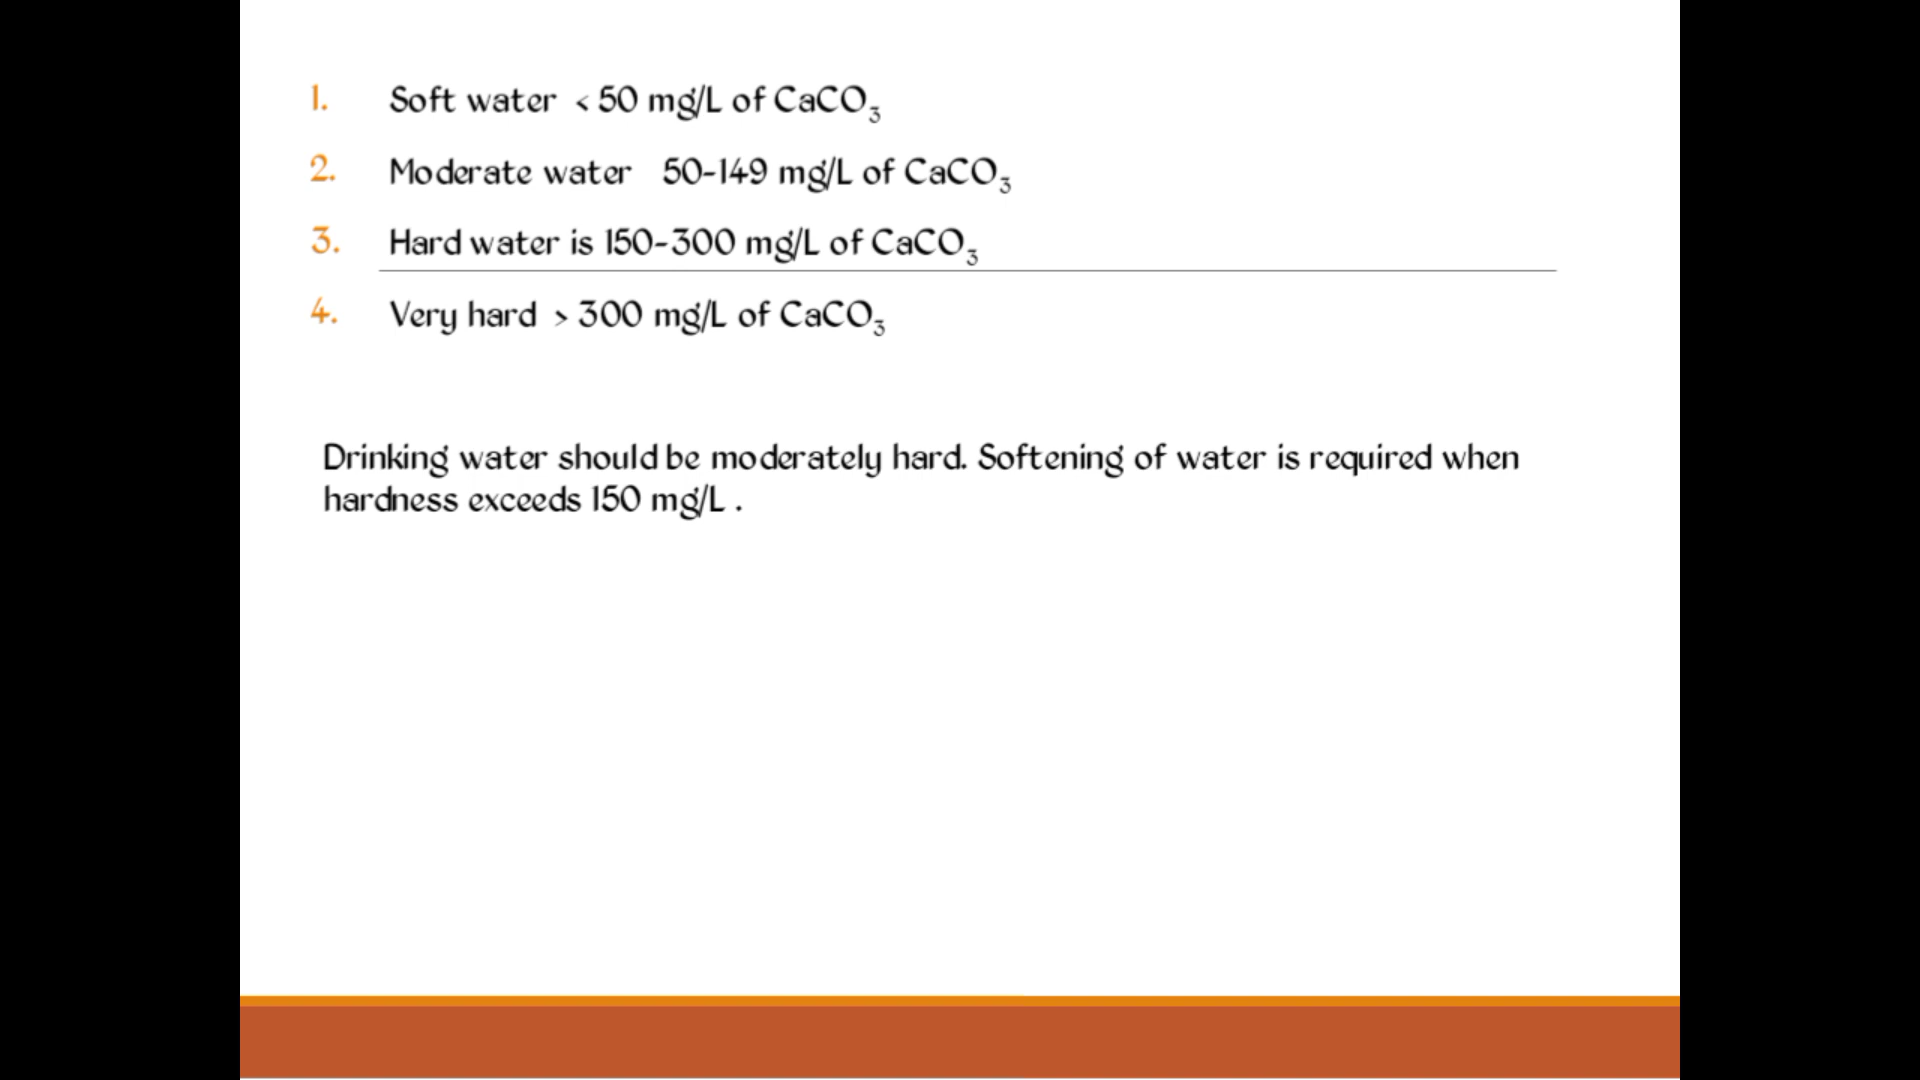 1. Soft water < 50 mg/L of CaCO₃
2. Moderate water 50-149 mg/L of CaCO₃
3. Hard water is 150-300 mg/L of CaCO₃
4. Very hard > 300 mg/L of CaCO₃
Drinking water should be moderately hard. Softening of water is required when
hardness exceeds 150 mg/L .